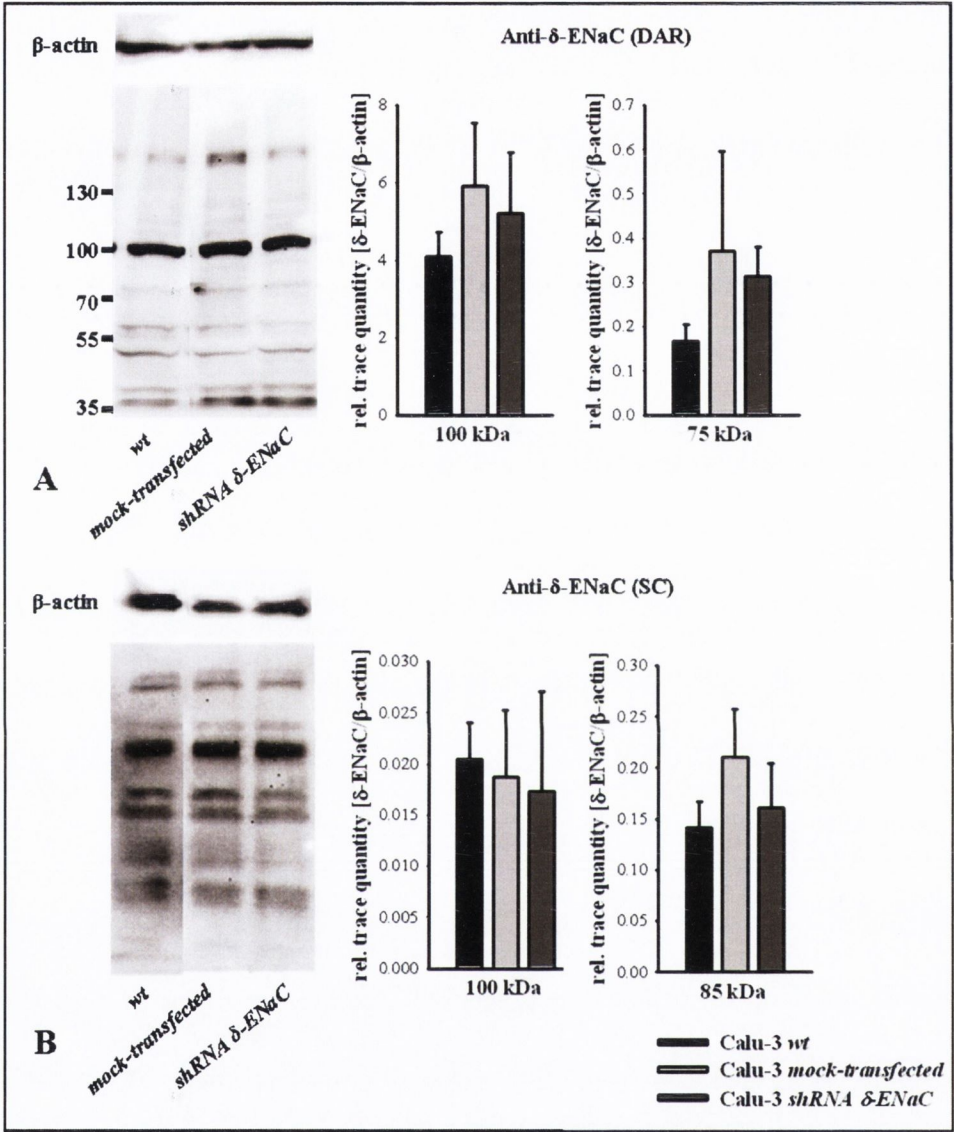 β-actin
Anti-δ-ENaC (DAR)
130
100
70
55
35
wt
mock-transfected
shRNA δ-ENaC
A
rel. trace quantity [δ-ENaC/β-actin]
8
6
4
2
0
100 kDa
rel. trace quantity [δ-ENaC/β-actin]
0.7
0.6
0.5
0.4
0.3
0.2
0.1
0.0
75 kDa
β-actin
Anti-δ-ENaC (SC)
wt
mock-transfected
shRNA δ-ENaC
B
rel. trace quantity [δ-ENaC/β-actin]
0.030
0.025
0.020
0.015
0.010
0.005
0.000
100 kDa
rel. trace quantity [δ-ENaC/β-actin]
0.30
0.25
0.20
0.15
0.10
0.05
0.00
85 kDa
Calu-3 wt
Calu-3 mock-transfected
Calu-3 shRNA δ-ENaC